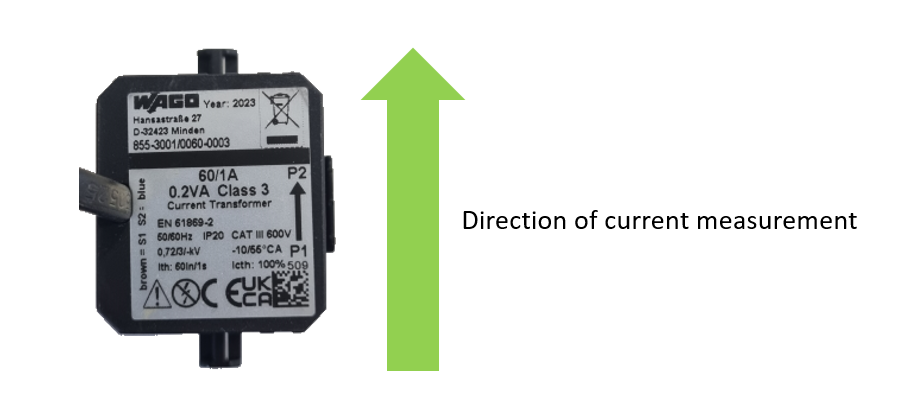 WAGO Year: 2023
Hansastraße 27
D-32423 Minden
855-3001/0060-0003
60/1A
P2
0.2VA Class 3
Current Transformer
EN 61869-2
50/60Hz IP20 CAT III 600V
0,72/3/-kV -10/55°CA P1
Ith: 60In/1s Icth: 100% 509
brown = S1 S2 = blue
UK
CA
CE
Direction of current measurement